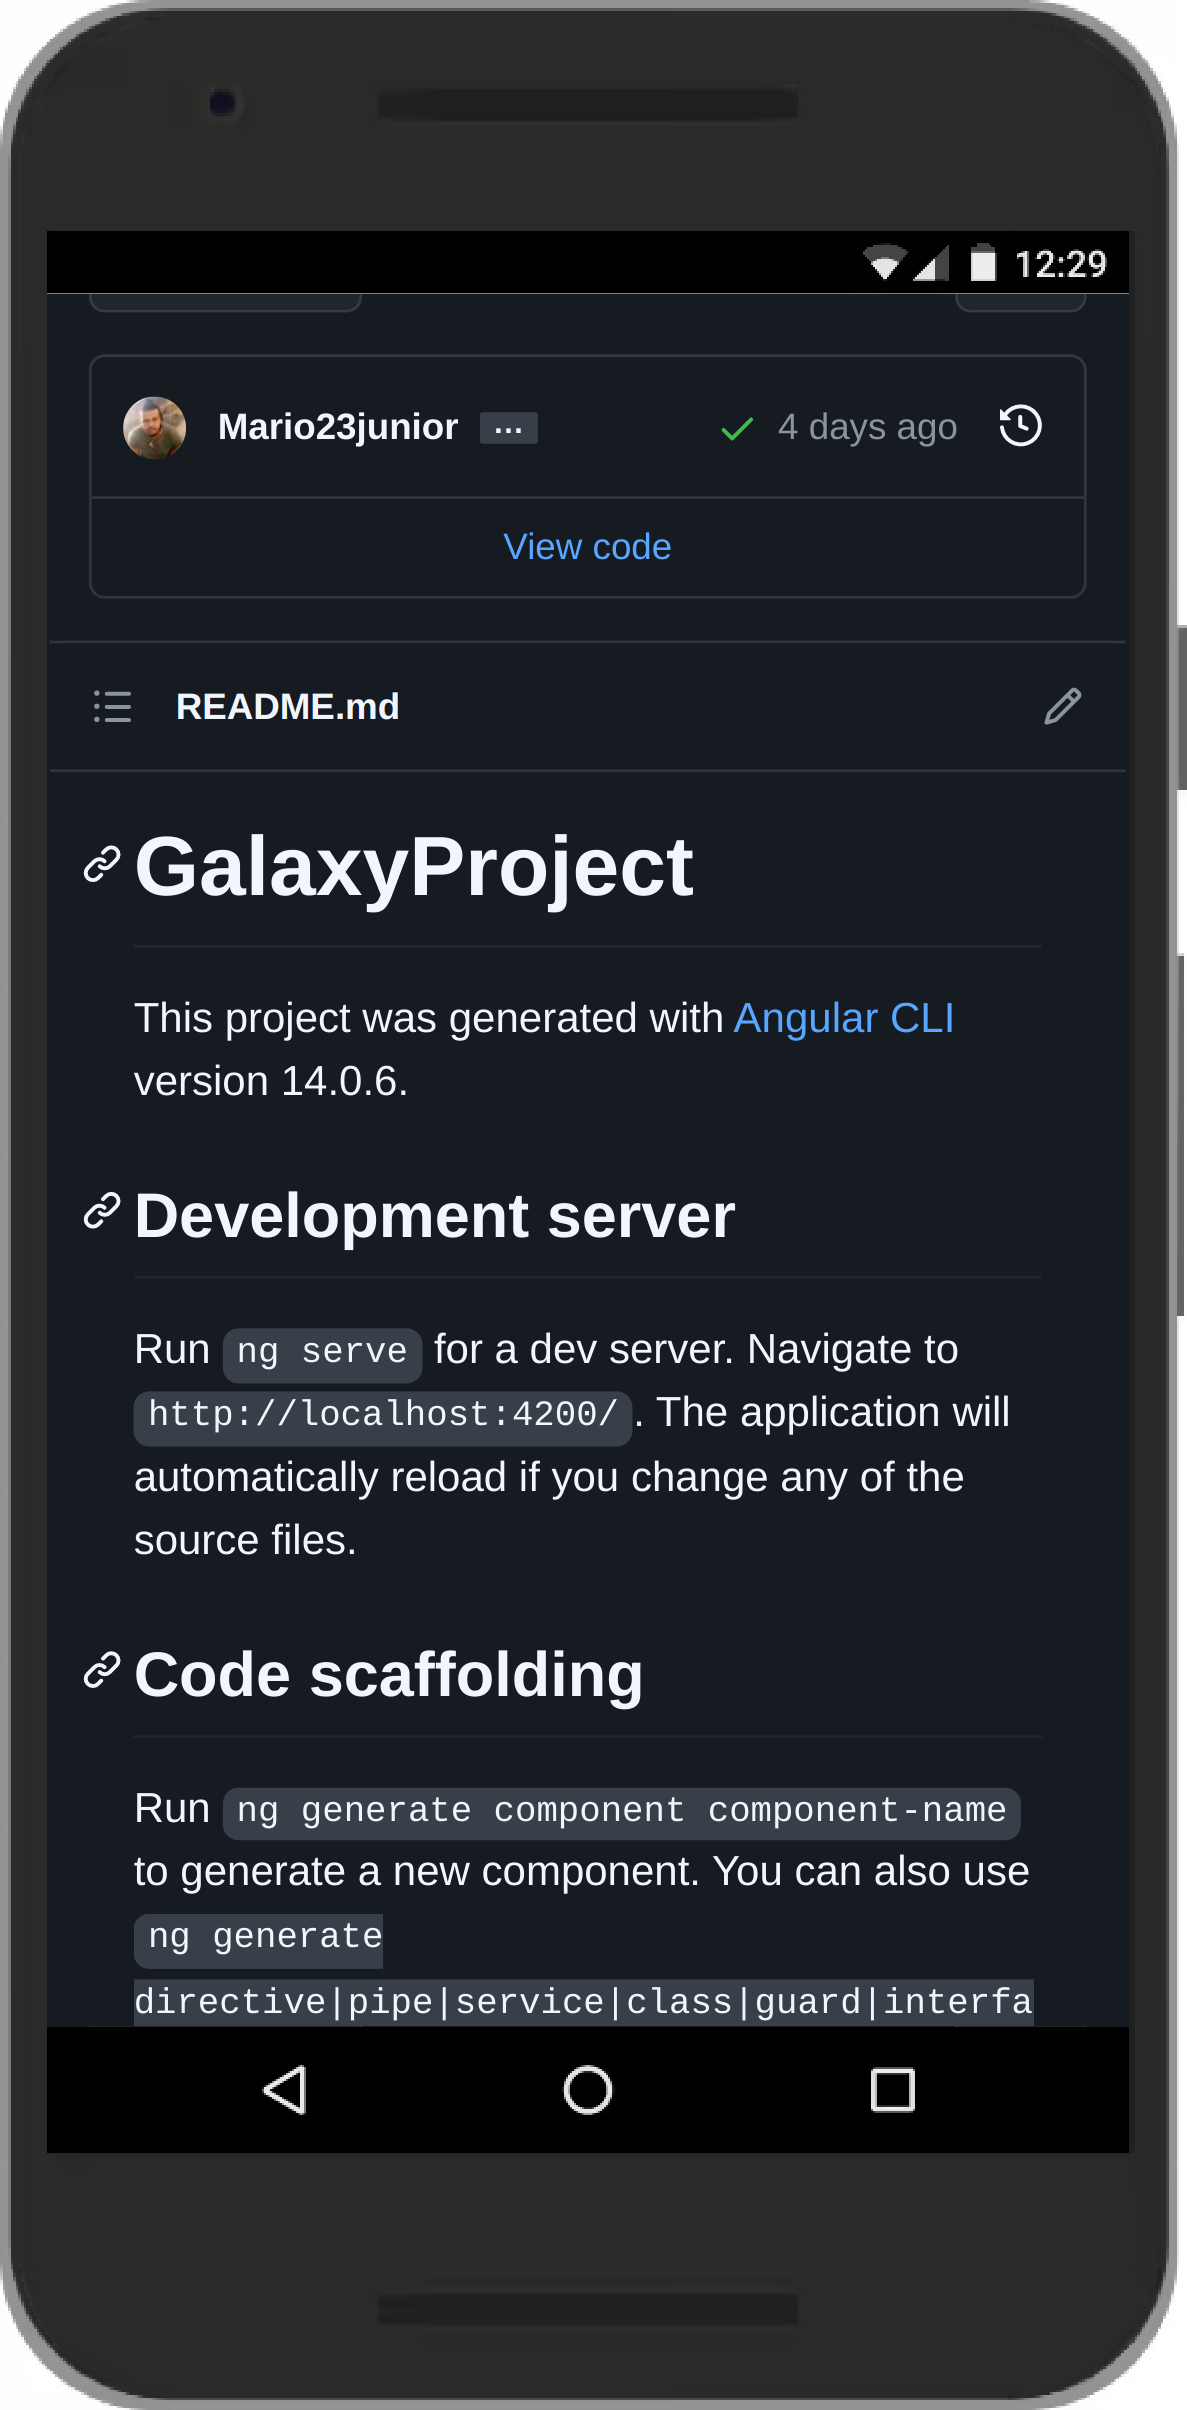 12:29
Mario23junior ...
4 days ago
View code
README.md
GalaxyProject
This project was generated with Angular CLI
version 14.0.6.
Development server
Run ng serve for a dev server. Navigate to
http://localhost:4200/. The application will
automatically reload if you change any of the
source files.
Code scaffolding
Run ng generate component component-name
to generate a new component. You can also use
ng generate
directive|pipe|service|class|guard|interfa